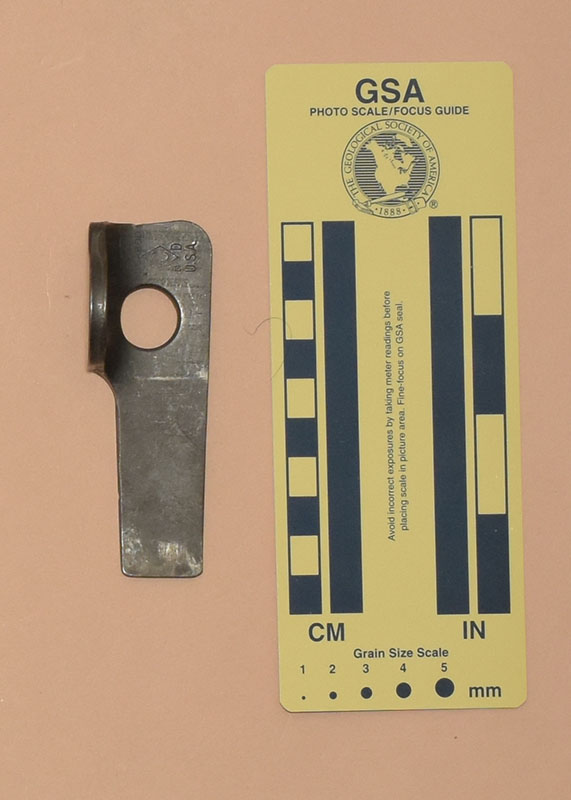 GSA
PHOTO SCALE/FOCUS GUIDE
THE GEOLOGICAL SOCIETY OF AMERICA
1888
®
Avoid incorrect exposures by taking meter readings before
placing scale in picture area. Fine-focus on GSA seal.
CM
IN
Grain Size Scale
1 2 3 4 5
mm
U.S.A.